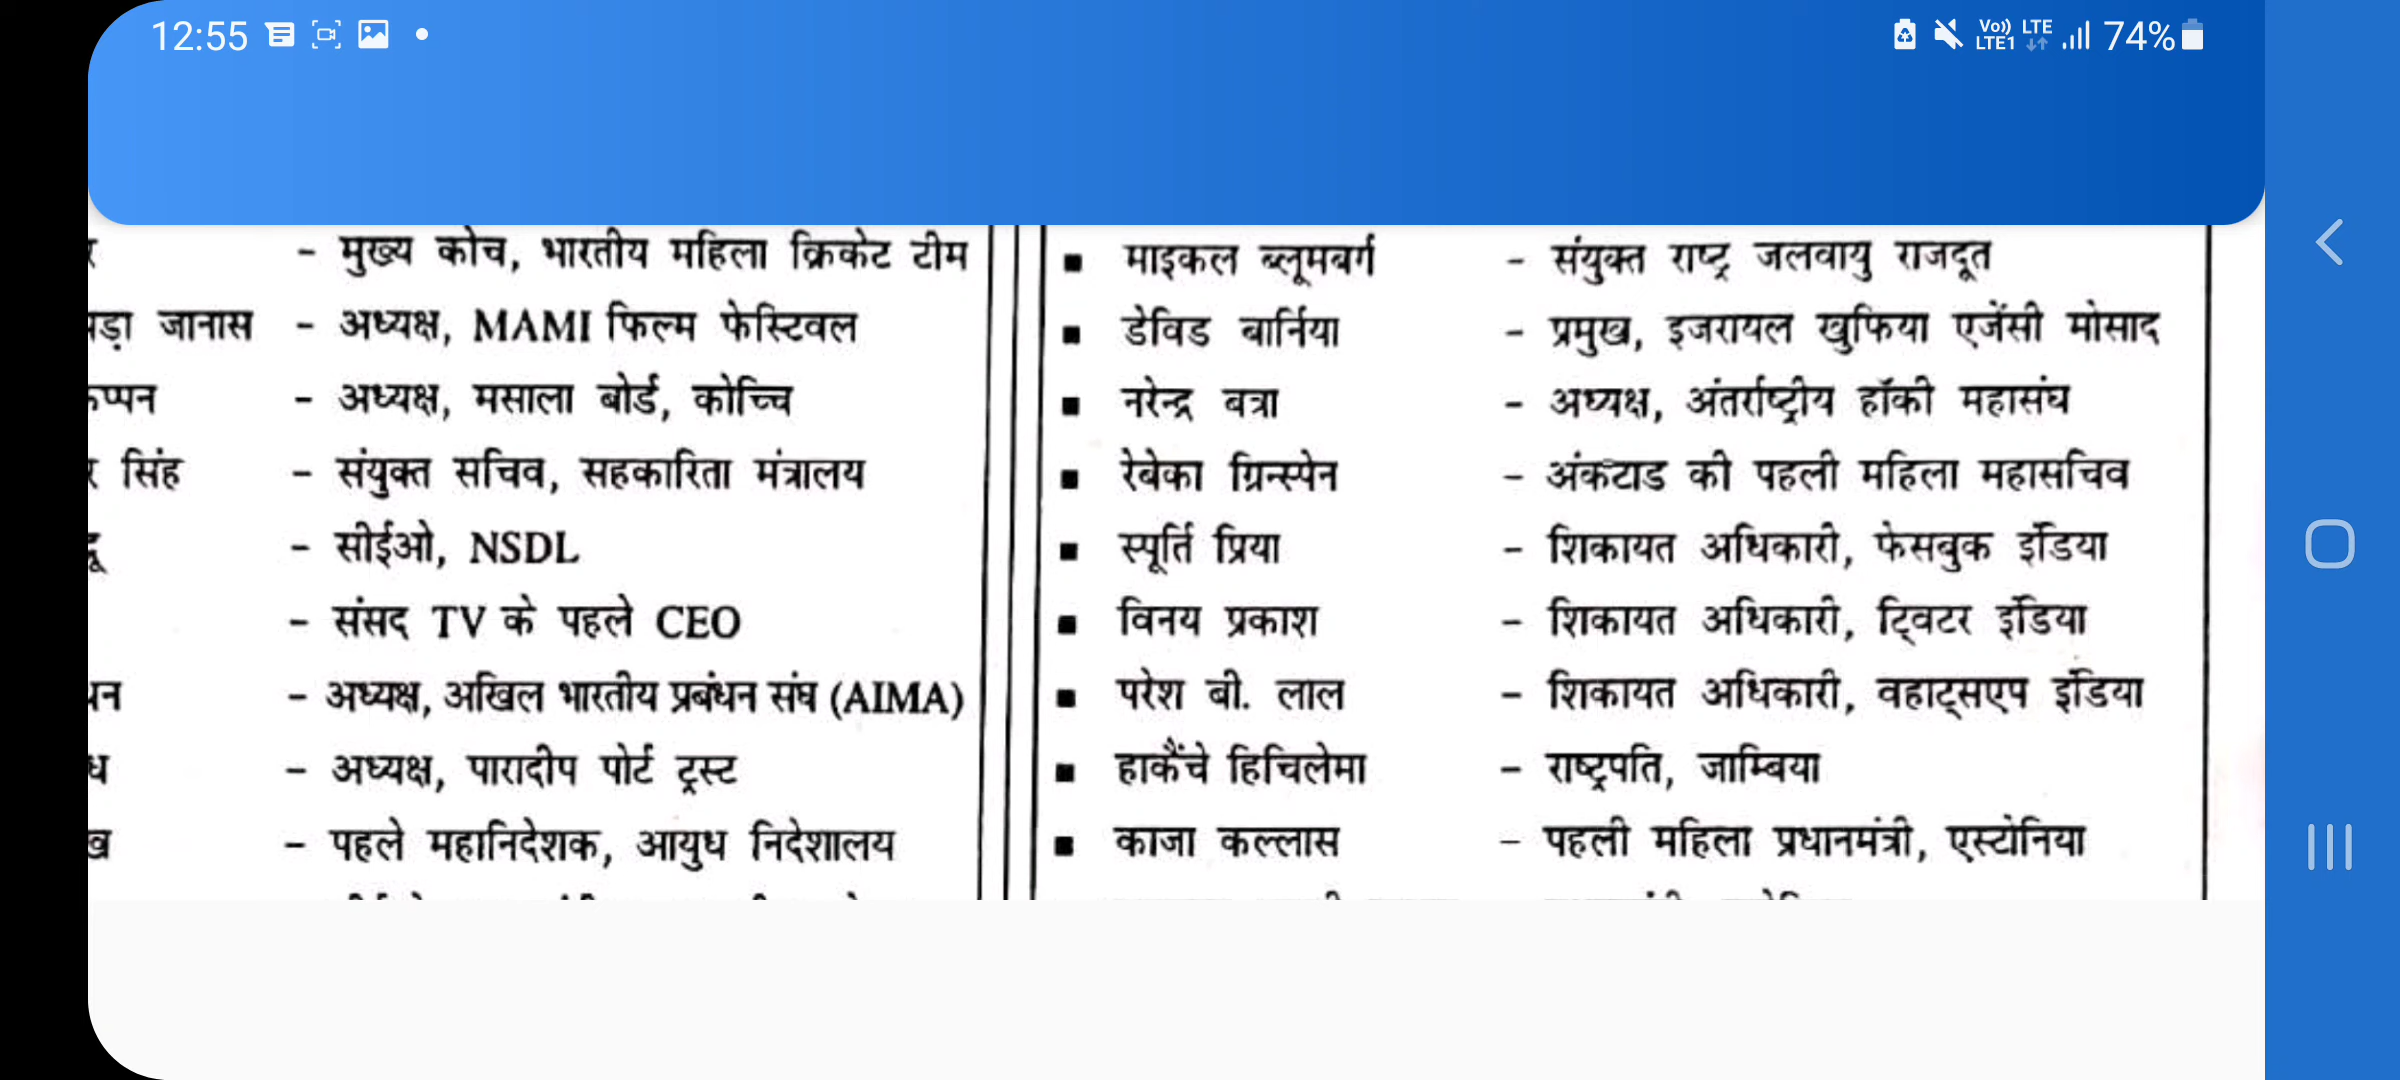 12:55
Vo)) LTE1 LTE 74%
- मुख्य कोच, भारतीय महिला क्रिकेट टीम
जानास - अध्यक्ष, MAMI फिल्म फेस्टिवल
- अध्यक्ष, मसाला बोर्ड, कोच्चि
सिंह - संयुक्त सचिव, सहकारिता मंत्रालय
- सीईओ, NSDL
- संसद TV के पहले CEO
- अध्यक्ष, अखिल भारतीय प्रबंधन संघ (AIMA)
- अध्यक्ष, पारादीप पोर्ट ट्रस्ट
- पहले महानिदेशक, आयुध निदेशालय
▪ माइकल ब्लूमबर्ग - संयुक्त राष्ट्र जलवायु राजदूत
▪ डेविड बार्निया - प्रमुख, इजरायल खुफिया एजेंसी मोसाद
▪ नरेन्द्र बत्रा - अध्यक्ष, अंतर्राष्ट्रीय हॉकी महासंघ
▪ रेबेका ग्रिन्स्पेन - अंकटाड की पहली महिला महासचिव
▪ स्पूर्ति प्रिया - शिकायत अधिकारी, फेसबुक इंडिया
▪ विनय प्रकाश - शिकायत अधिकारी, ट्विटर इंडिया
▪ परेश बी. लाल - शिकायत अधिकारी, वहाट्सएप इंडिया
▪ हाकैंचे हिचिलेमा - राष्ट्रपति, जाम्बिया
▪ काजा कल्लास - पहली महिला प्रधानमंत्री, एस्टोनिया